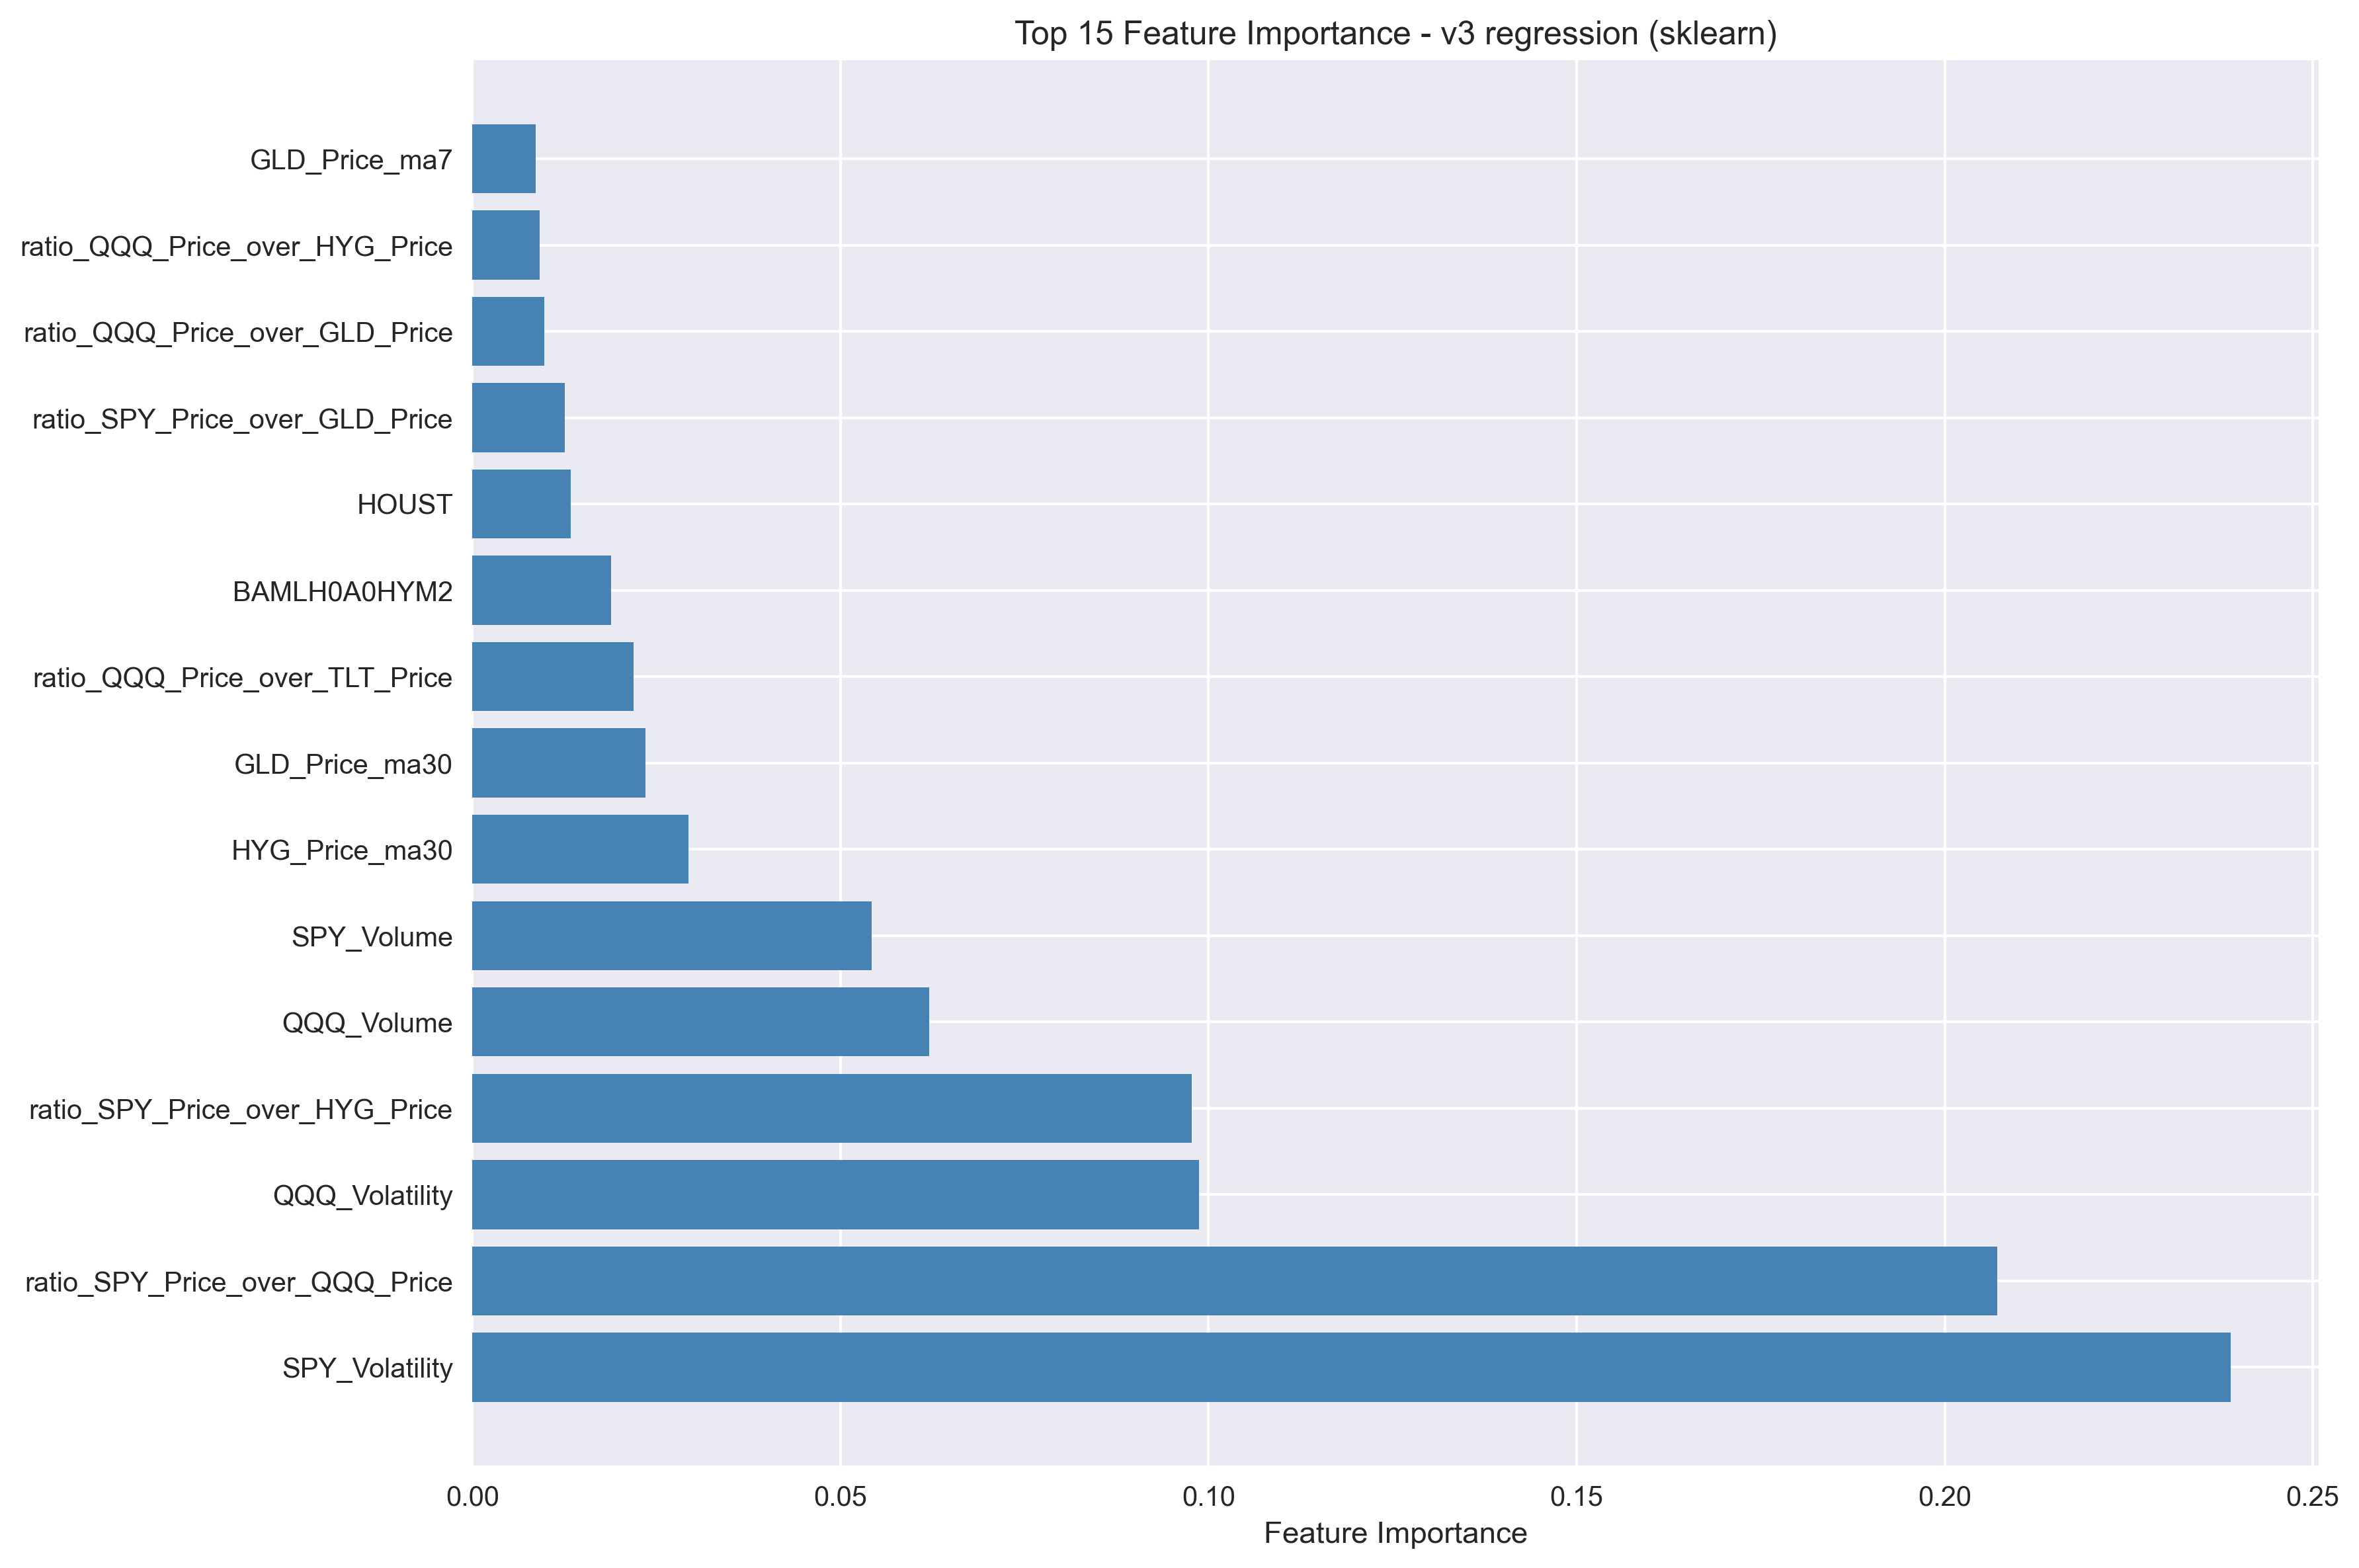 Top 15 Feature Importance - v3 regression (sklearn)
GLD_Price_ma7
ratio_QQQ_Price_over_HYG_Price
ratio_QQQ_Price_over_GLD_Price
ratio_SPY_Price_over_GLD_Price
HOUST
BAMLH0A0HYM2
ratio_QQQ_Price_over_TLT_Price
GLD_Price_ma30
HYG_Price_ma30
SPY_Volume
QQQ_Volume
ratio_SPY_Price_over_HYG_Price
QQQ_Volatility
ratio_SPY_Price_over_QQQ_Price
SPY_Volatility
0.00 0.05 0.10 0.15 0.20 0.25
Feature Importance